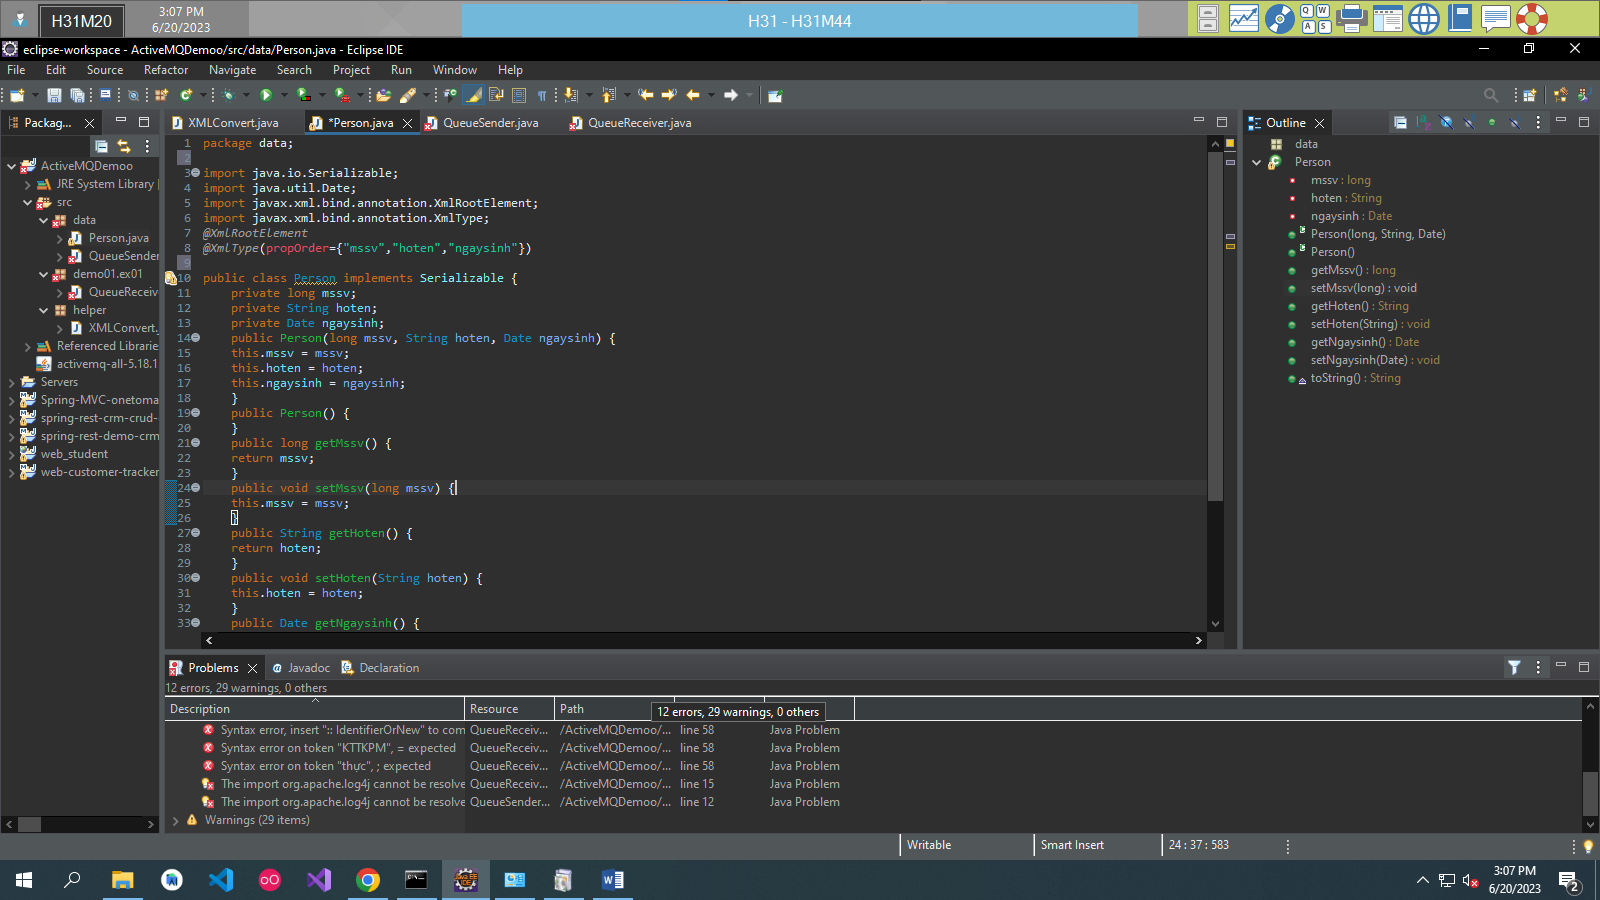 H31M20
3:07 PM
6/20/2023
H31 - H31M44
eclipse-workspace - ActiveMQDemoo/src/data/Person.java - Eclipse IDE
File Edit Source Refactor Navigate Search Project Run Window Help
Packag...
ActiveMQDemoo
JRE System Library [
src
data
Person.java
QueueSender
demo01.ex01
QueueReceiv
helper
XMLConvert.
Referenced Librarie
activemq-all-5.18.1
Servers
Spring-MVC-onetoma
spring-rest-crm-crud-
spring-rest-demo-crm
web_student
web-customer-tracker
XMLConvert.java *Person.java QueueSender.java QueueReceiver.java
1 package data;
2
3 import java.io.Serializable;
4 import java.util.Date;
5 import javax.xml.bind.annotation.XmlRootElement;
6 import javax.xml.bind.annotation.XmlType;
7 @XmlRootElement
8 @XmlType(propOrder={"mssv","hoten","ngaysinh"})
9
10 public class Person implements Serializable {
11 private long mssv;
12 private String hoten;
13 private Date ngaysinh;
14 public Person(long mssv, String hoten, Date ngaysinh) {
15 this.mssv = mssv;
16 this.hoten = hoten;
17 this.ngaysinh = ngaysinh;
18 }
19 public Person() {
20 }
21 public long getMssv() {
22 return mssv;
23 }
24 public void setMssv(long mssv) {
25 this.mssv = mssv;
26 }
27 public String getHoten() {
28 return hoten;
29 }
30 public void setHoten(String hoten) {
31 this.hoten = hoten;
32 }
33 public Date getNgaysinh() {
Outline
data
Person
mssv : long
hoten : String
ngaysinh : Date
Person(long, String, Date)
Person()
getMssv() : long
setMssv(long) : void
getHoten() : String
setHoten(String) : void
getNgaysinh() : Date
setNgaysinh(Date) : void
toString() : String
Problems Javadoc Declaration
12 errors, 29 warnings, 0 others
Description Resource Path
12 errors, 29 warnings, 0 others
Syntax error, insert ":: IdentifierOrNew" to com QueueReceiv... /ActiveMQDemoo/... line 58 Java Problem
Syntax error on token "KTTKPM", = expected QueueReceiv... /ActiveMQDemoo/... line 58 Java Problem
Syntax error on token "thực", ; expected QueueReceiv... /ActiveMQDemoo/... line 58 Java Problem
The import org.apache.log4j cannot be resolve QueueReceiv... /ActiveMQDemoo/... line 15 Java Problem
The import org.apache.log4j cannot be resolve QueueSender... /ActiveMQDemoo/... line 12 Java Problem
Warnings (29 items)
Writable Smart Insert 24 : 37 : 583
3:07 PM
6/20/2023
2